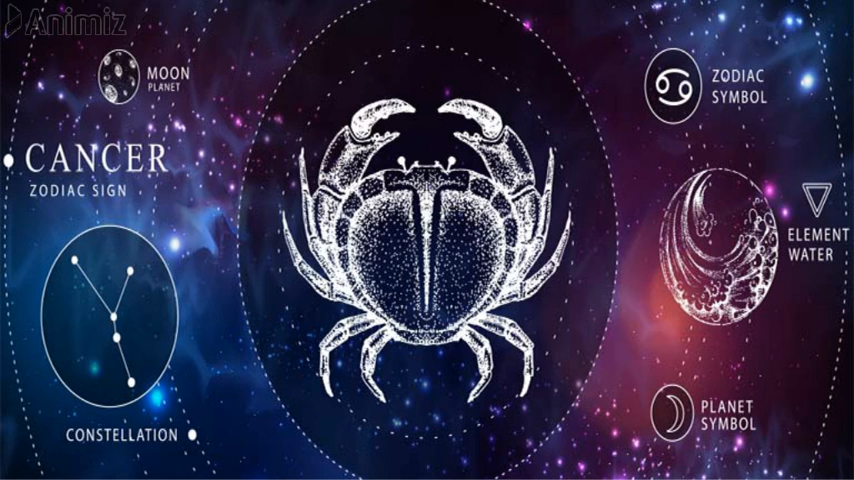 Animiz
MOON
PLANET
CANCER
ZODIAC SIGN
CONSTELLATION
ZODIAC
SYMBOL
ELEMENT
WATER
PLANET
SYMBOL